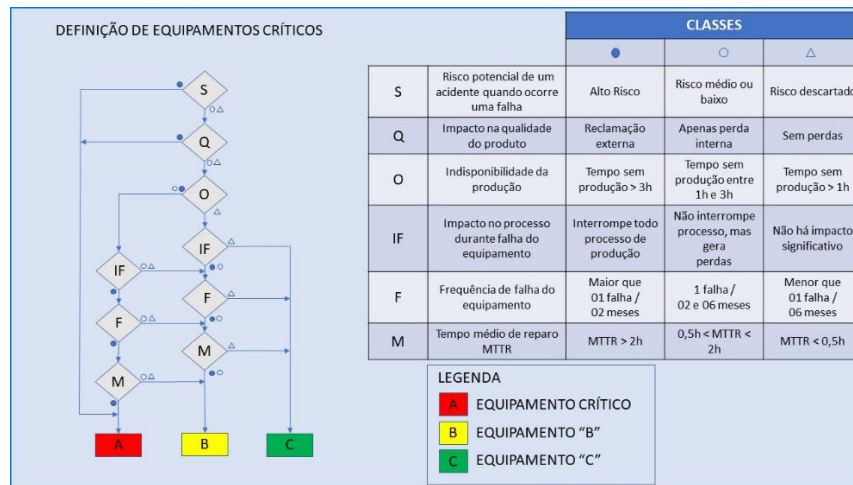 DEFINIÇÃO DE EQUIPAMENTOS CRÍTICOS
S
Q
O
IF
IF
F
F
M
M
A
B
C
CLASSES
S
Risco potencial de um
acidente quando ocorre
uma falha
Alto Risco
Risco médio ou
baixo
Risco descartado
Q
Impacto na qualidade
do produto
Reclamação
externa
Apenas perda
interna
Sem perdas
O
Indisponibilidade da
produção
Tempo sem
produção > 3h
Tempo sem
produção entre
1h e 3h
Tempo sem
produção > 1h
IF
Impacto no processo
durante falha do
equipamento
Interrompe todo
processo de
produção
Não interrompe
processo, mas
gera
perdas
Não há impacto
significativo
F
Frequência de falha do
equipamento
Maior que
01 falha /
02 meses
1 falha /
02 e 06 meses
Menor que
01 falha /
06 meses
M
Tempo médio de reparo
MTTR
MTTR > 2h
0,5h < MTTR <
2h
MTTR < 0,5h
LEGENDA
A EQUIPAMENTO CRÍTICO
B EQUIPAMENTO “B”
C EQUIPAMENTO “C”